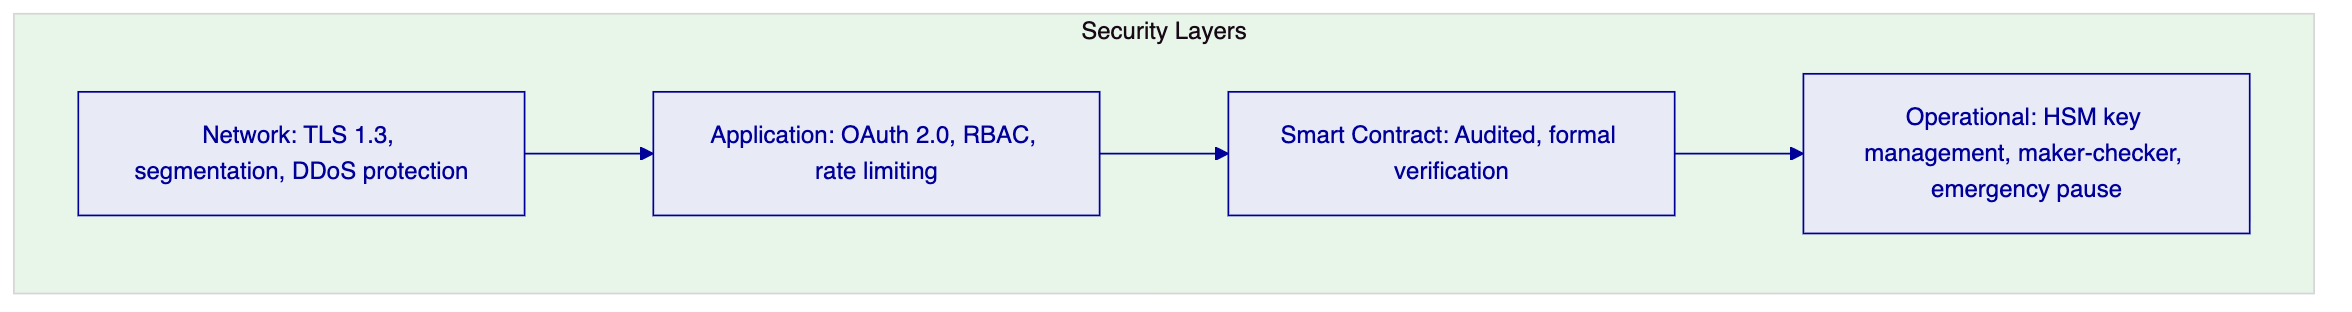 Security Layers
Network: TLS 1.3,
segmentation, DDoS protection
Application: OAuth 2.0, RBAC,
rate limiting
Smart Contract: Audited, formal
verification
Operational: HSM key
management, maker-checker,
emergency pause